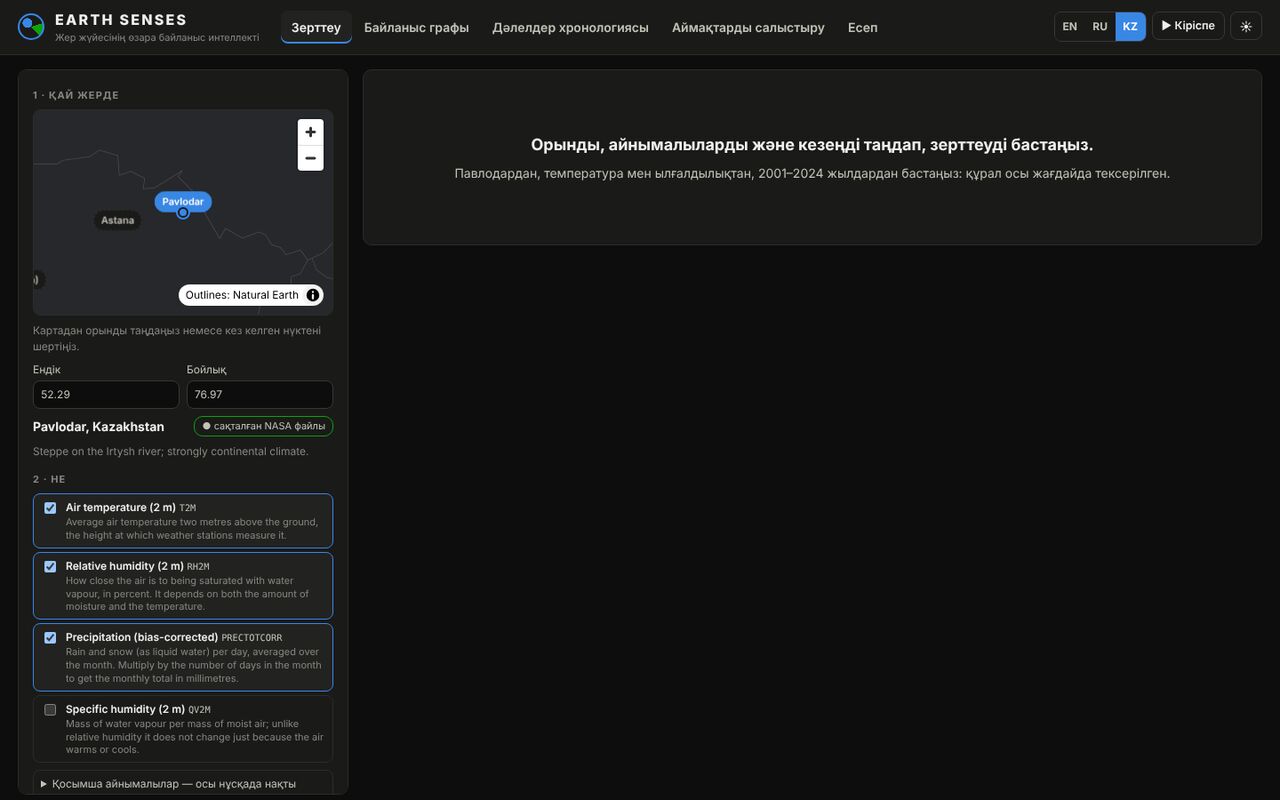 EARTH SENSES
Жер жүйесінің өзара байланыс интеллекті
Зерттеу
Байланыс графы
Дәлелдер хронологиясы
Аймақтарды салыстыру
Есеп
EN RU KZ
▶ Кіріспе
1 · ҚАЙ ЖЕРДЕ
Pavlodar
Astana
Outlines: Natural Earth
Картадан орынды таңдаңыз немесе кез келген нүктені
шертіңіз.
Ендік
Бойлық
52.29
76.97
Pavlodar, Kazakhstan
сақталған NASA файлы
Steppe on the Irtysh river; strongly continental climate.
2 · НЕ
Air temperature (2 m) T2M
Average air temperature two metres above the ground,
the height at which weather stations measure it.
Relative humidity (2 m) RH2M
How close the air is to being saturated with water
vapour, in percent. It depends on both the amount of
moisture and the temperature.
Precipitation (bias-corrected) PRECTOTCORR
Rain and snow (as liquid water) per day, averaged over
the month. Multiply by the number of days in the month
to get the monthly total in millimetres.
Specific humidity (2 m) QV2M
Mass of water vapour per mass of moist air; unlike
relative humidity it does not change just because the air
warms or cools.
▶ Қосымша айнымалылар — осы нұсқада нақты
Орынды, айнымалыларды және кезеңді таңдап, зерттеуді бастаңыз.
Павлодардан, температура мен ылғалдылықтан, 2001–2024 жылдардан бастаңыз: құрал осы жағдайда тексерілген.